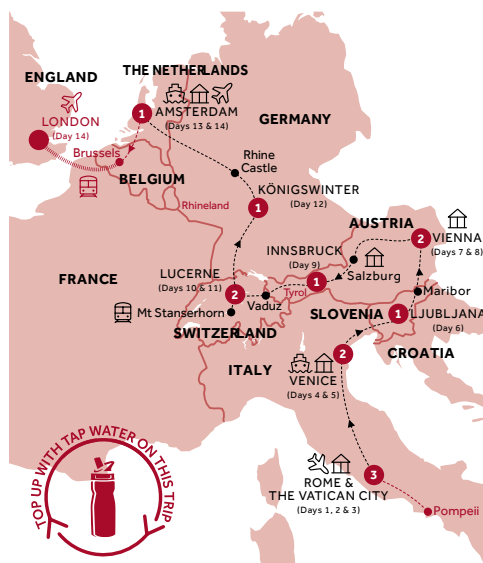 ENGLAND
THE NETHERLANDS
LONDON
(Day 14)
1
AMSTERDAM
(Days 13 & 14)
GERMANY
Brussels
Rhine
Castle
BELGIUM
KÖNIGSWINTER
(Day 12)
1
Rhineland
AUSTRIA
2
VIENNA
(Days 7 & 8)
INNSBRUCK
(Day 9)
Salzburg
FRANCE
LUCERNE
(Days 10 & 11)
2
Tyrol
1
Maribor
Vaduz
Mt Stanserhorn
SLOVENIA
1
LJUBLJANA
(Day 6)
SWITZERLAND
CROATIA
2
ITALY
VENICE
(Days 4 & 5)
TOP UP WITH TAP WATER ON THIS TRIP
3
ROME &
THE VATICAN CITY
(Days 1, 2 & 3)
Pompeii